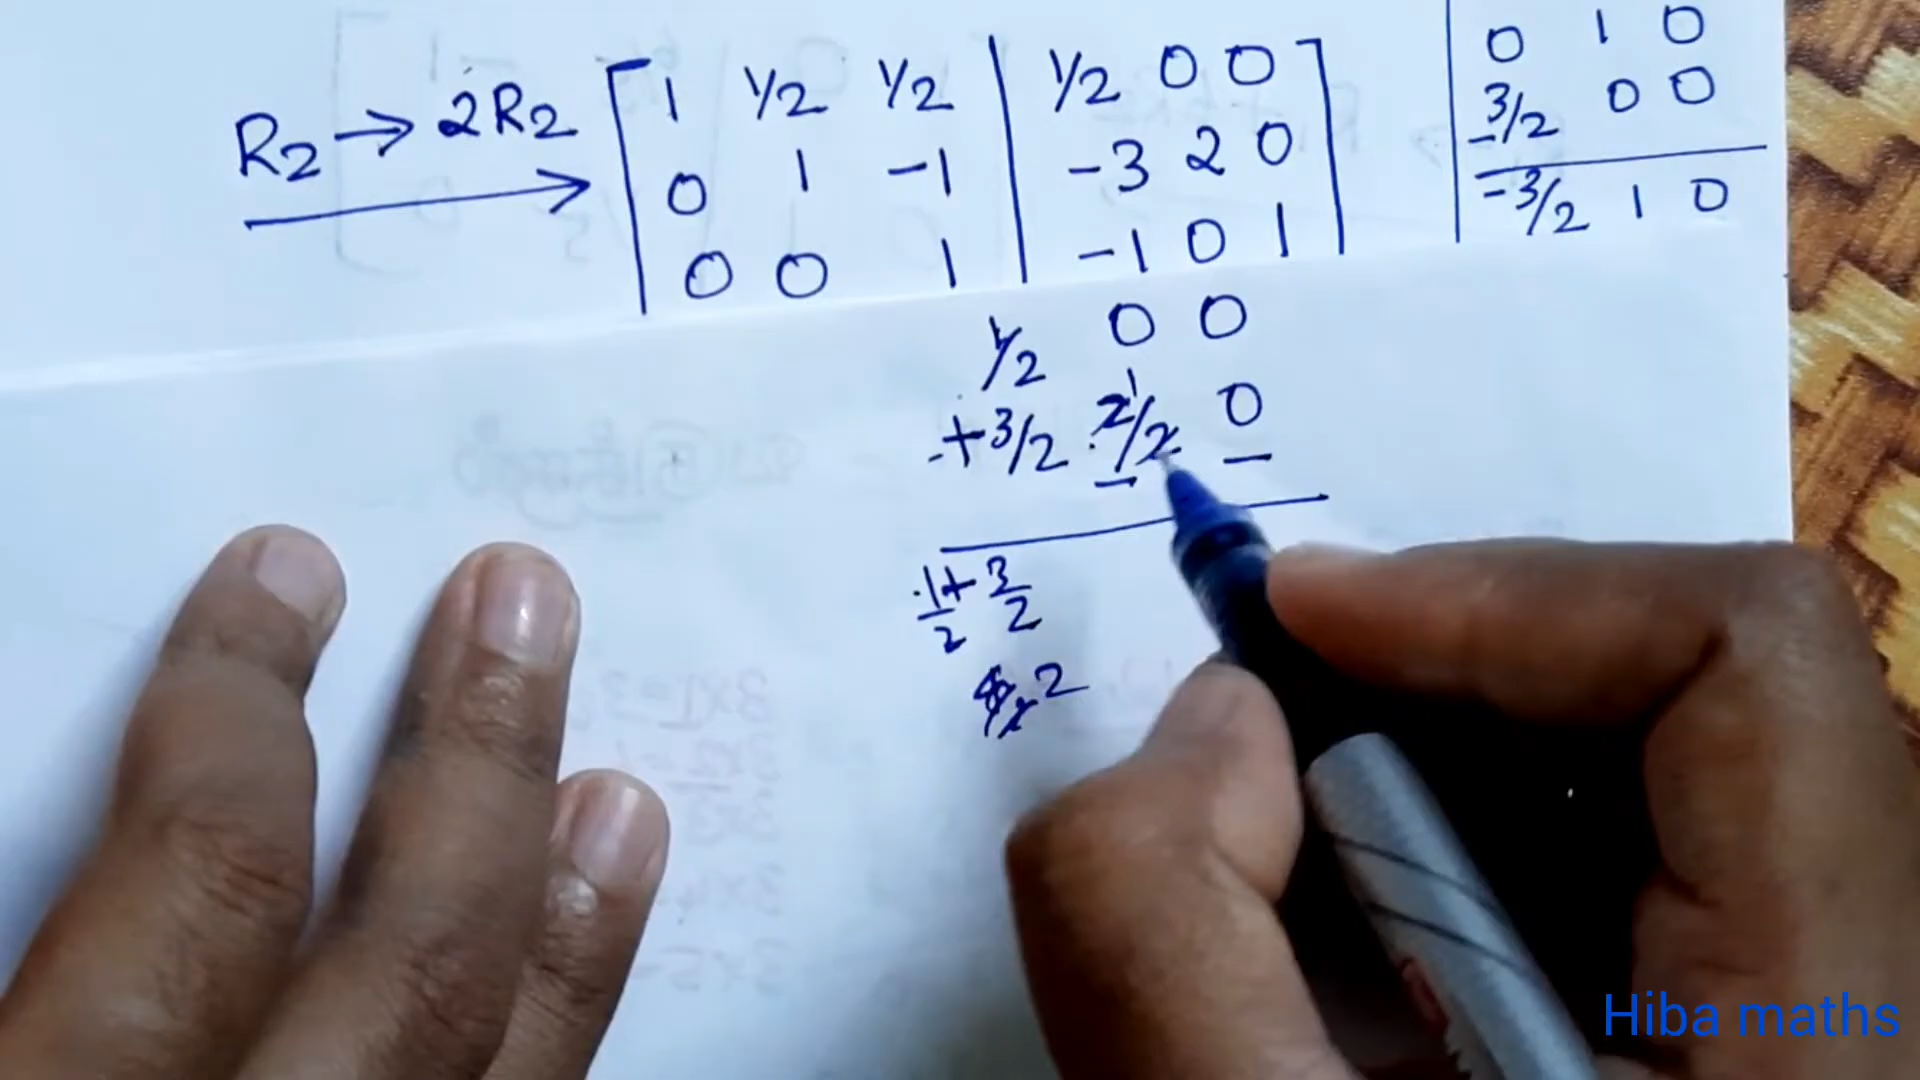 R2 → 2R2 [ 1 1/2 1/2 | 1/2 0 0 ]
0 1 -1 | -3 2 0
0 0 1 | -1 0 1
0 1 0
-3/2 0 0
-3/2 1 0
1/2 0 0
+3/2 2/2 1 0
1/2 + 3/2
4/2 2
Hiba maths